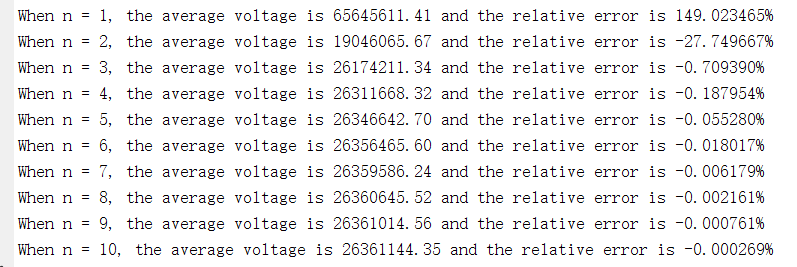 When n = 1, the average voltage is 65645611.41 and the relative error is 149.023465%
When n = 2, the average voltage is 19046065.67 and the relative error is -27.749667%
When n = 3, the average voltage is 26174211.34 and the relative error is -0.709390%
When n = 4, the average voltage is 26311668.32 and the relative error is -0.187954%
When n = 5, the average voltage is 26346642.70 and the relative error is -0.055280%
When n = 6, the average voltage is 26356465.60 and the relative error is -0.018017%
When n = 7, the average voltage is 26359586.24 and the relative error is -0.006179%
When n = 8, the average voltage is 26360645.52 and the relative error is -0.002161%
When n = 9, the average voltage is 26361014.56 and the relative error is -0.000761%
When n = 10, the average voltage is 26361144.35 and the relative error is -0.000269%